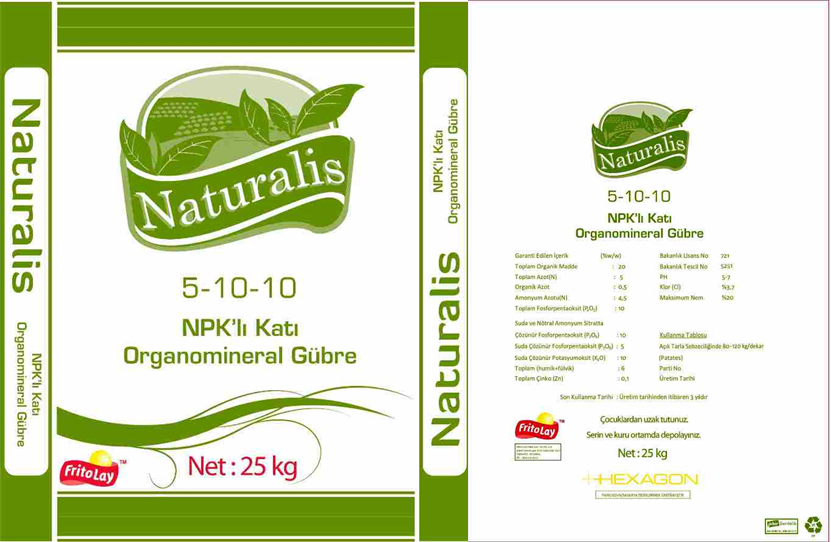 Naturalis
NPK'lı Katı
Organomineral Gübre
Naturalis
5-10-10
NPK'lı Katı
Organomineral Gübre
FritoLay ™
Net : 25 kg
Naturalis
NPK'lı Katı
Organomineral Gübre
Naturalis
5-10-10
NPK'lı Katı
Organomineral Gübre
Garanti Edilen İçerik (%w/w)
Toplam Organik Madde : 20
Toplam Azot(N) : 5
Organik Azot : 0,5
Amonyum Azotu(N) : 4,5
Toplam Fosforpentaoksit (P₂O₅) : 10
Suda ve Nötral Amonyum Sitratta
Çözünür Fosforpentaoksit (P₂O₅) : 10
Suda Çözünür Fosforpentaoksit (P₂O₅) : 5
Suda Çözünür Potasyumoksit (K₂O) : 10
Toplam (humik+fülvik) : 6
Toplam Çinko (Zn) : 0,1
Bakanlık Lisans No 721
Bakanlık Tescil No 5251
PH 5-7
Klor (Cl) %3,7
Maksimum Nem %20
Kullanma Tablosu
Açık Tarla Sebzeciliğinde 80-120 kg/dekar
(Patates)
Parti No
Üretim Tarihi
Son Kullanma Tarihi : Üretim tarihinden itibaren 3 yıldır
FritoLay ™
Çocuklardan uzak tutunuz.
Serin ve kuru ortamda depolayınız.
Net : 25 kg
HEXAGON